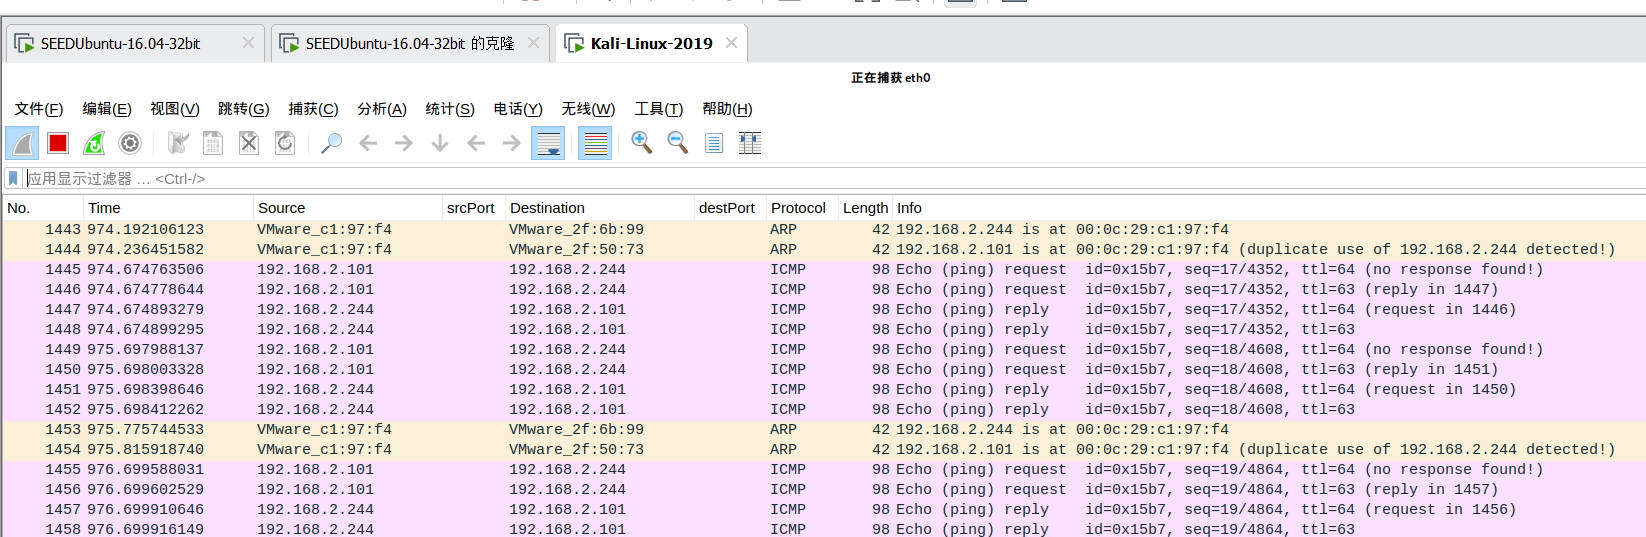 SEEDUbuntu-16.04-32bit SEEDUbuntu-16.04-32bit 的克隆 Kali-Linux-2019
正在捕获 eth0
文件(F) 编辑(E) 视图(V) 跳转(G) 捕获(C) 分析(A) 统计(S) 电话(Y) 无线(W) 工具(T) 帮助(H)
应用显示过滤器 … <Ctrl-/>
No. Time Source srcPort Destination destPort Protocol Length Info
1443 974.192106123 VMware_c1:97:f4 VMware_2f:6b:99 ARP 42 192.168.2.244 is at 00:0c:29:c1:97:f4
1444 974.236451582 VMware_c1:97:f4 VMware_2f:50:73 ARP 42 192.168.2.101 is at 00:0c:29:c1:97:f4 (duplicate use of 192.168.2.244 detected!)
1445 974.674763506 192.168.2.101 192.168.2.244 ICMP 98 Echo (ping) request id=0x15b7, seq=17/4352, ttl=64 (no response found!)
1446 974.674778644 192.168.2.101 192.168.2.244 ICMP 98 Echo (ping) request id=0x15b7, seq=17/4352, ttl=63 (reply in 1447)
1447 974.674893279 192.168.2.244 192.168.2.101 ICMP 98 Echo (ping) reply id=0x15b7, seq=17/4352, ttl=64 (request in 1446)
1448 974.674899295 192.168.2.244 192.168.2.101 ICMP 98 Echo (ping) reply id=0x15b7, seq=17/4352, ttl=63
1449 975.697988137 192.168.2.101 192.168.2.244 ICMP 98 Echo (ping) request id=0x15b7, seq=18/4608, ttl=64 (no response found!)
1450 975.698003328 192.168.2.101 192.168.2.244 ICMP 98 Echo (ping) request id=0x15b7, seq=18/4608, ttl=63 (reply in 1451)
1451 975.698398646 192.168.2.244 192.168.2.101 ICMP 98 Echo (ping) reply id=0x15b7, seq=18/4608, ttl=64 (request in 1450)
1452 975.698412262 192.168.2.244 192.168.2.101 ICMP 98 Echo (ping) reply id=0x15b7, seq=18/4608, ttl=63
1453 975.775744533 VMware_c1:97:f4 VMware_2f:6b:99 ARP 42 192.168.2.244 is at 00:0c:29:c1:97:f4
1454 975.815918740 VMware_c1:97:f4 VMware_2f:50:73 ARP 42 192.168.2.101 is at 00:0c:29:c1:97:f4 (duplicate use of 192.168.2.244 detected!)
1455 976.699588031 192.168.2.101 192.168.2.244 ICMP 98 Echo (ping) request id=0x15b7, seq=19/4864, ttl=64 (no response found!)
1456 976.699602529 192.168.2.101 192.168.2.244 ICMP 98 Echo (ping) request id=0x15b7, seq=19/4864, ttl=63 (reply in 1457)
1457 976.699910646 192.168.2.244 192.168.2.101 ICMP 98 Echo (ping) reply id=0x15b7, seq=19/4864, ttl=64 (request in 1456)
1458 976.699916149 192.168.2.244 192.168.2.101 ICMP 98 Echo (ping) reply id=0x15b7, seq=19/4864, ttl=63